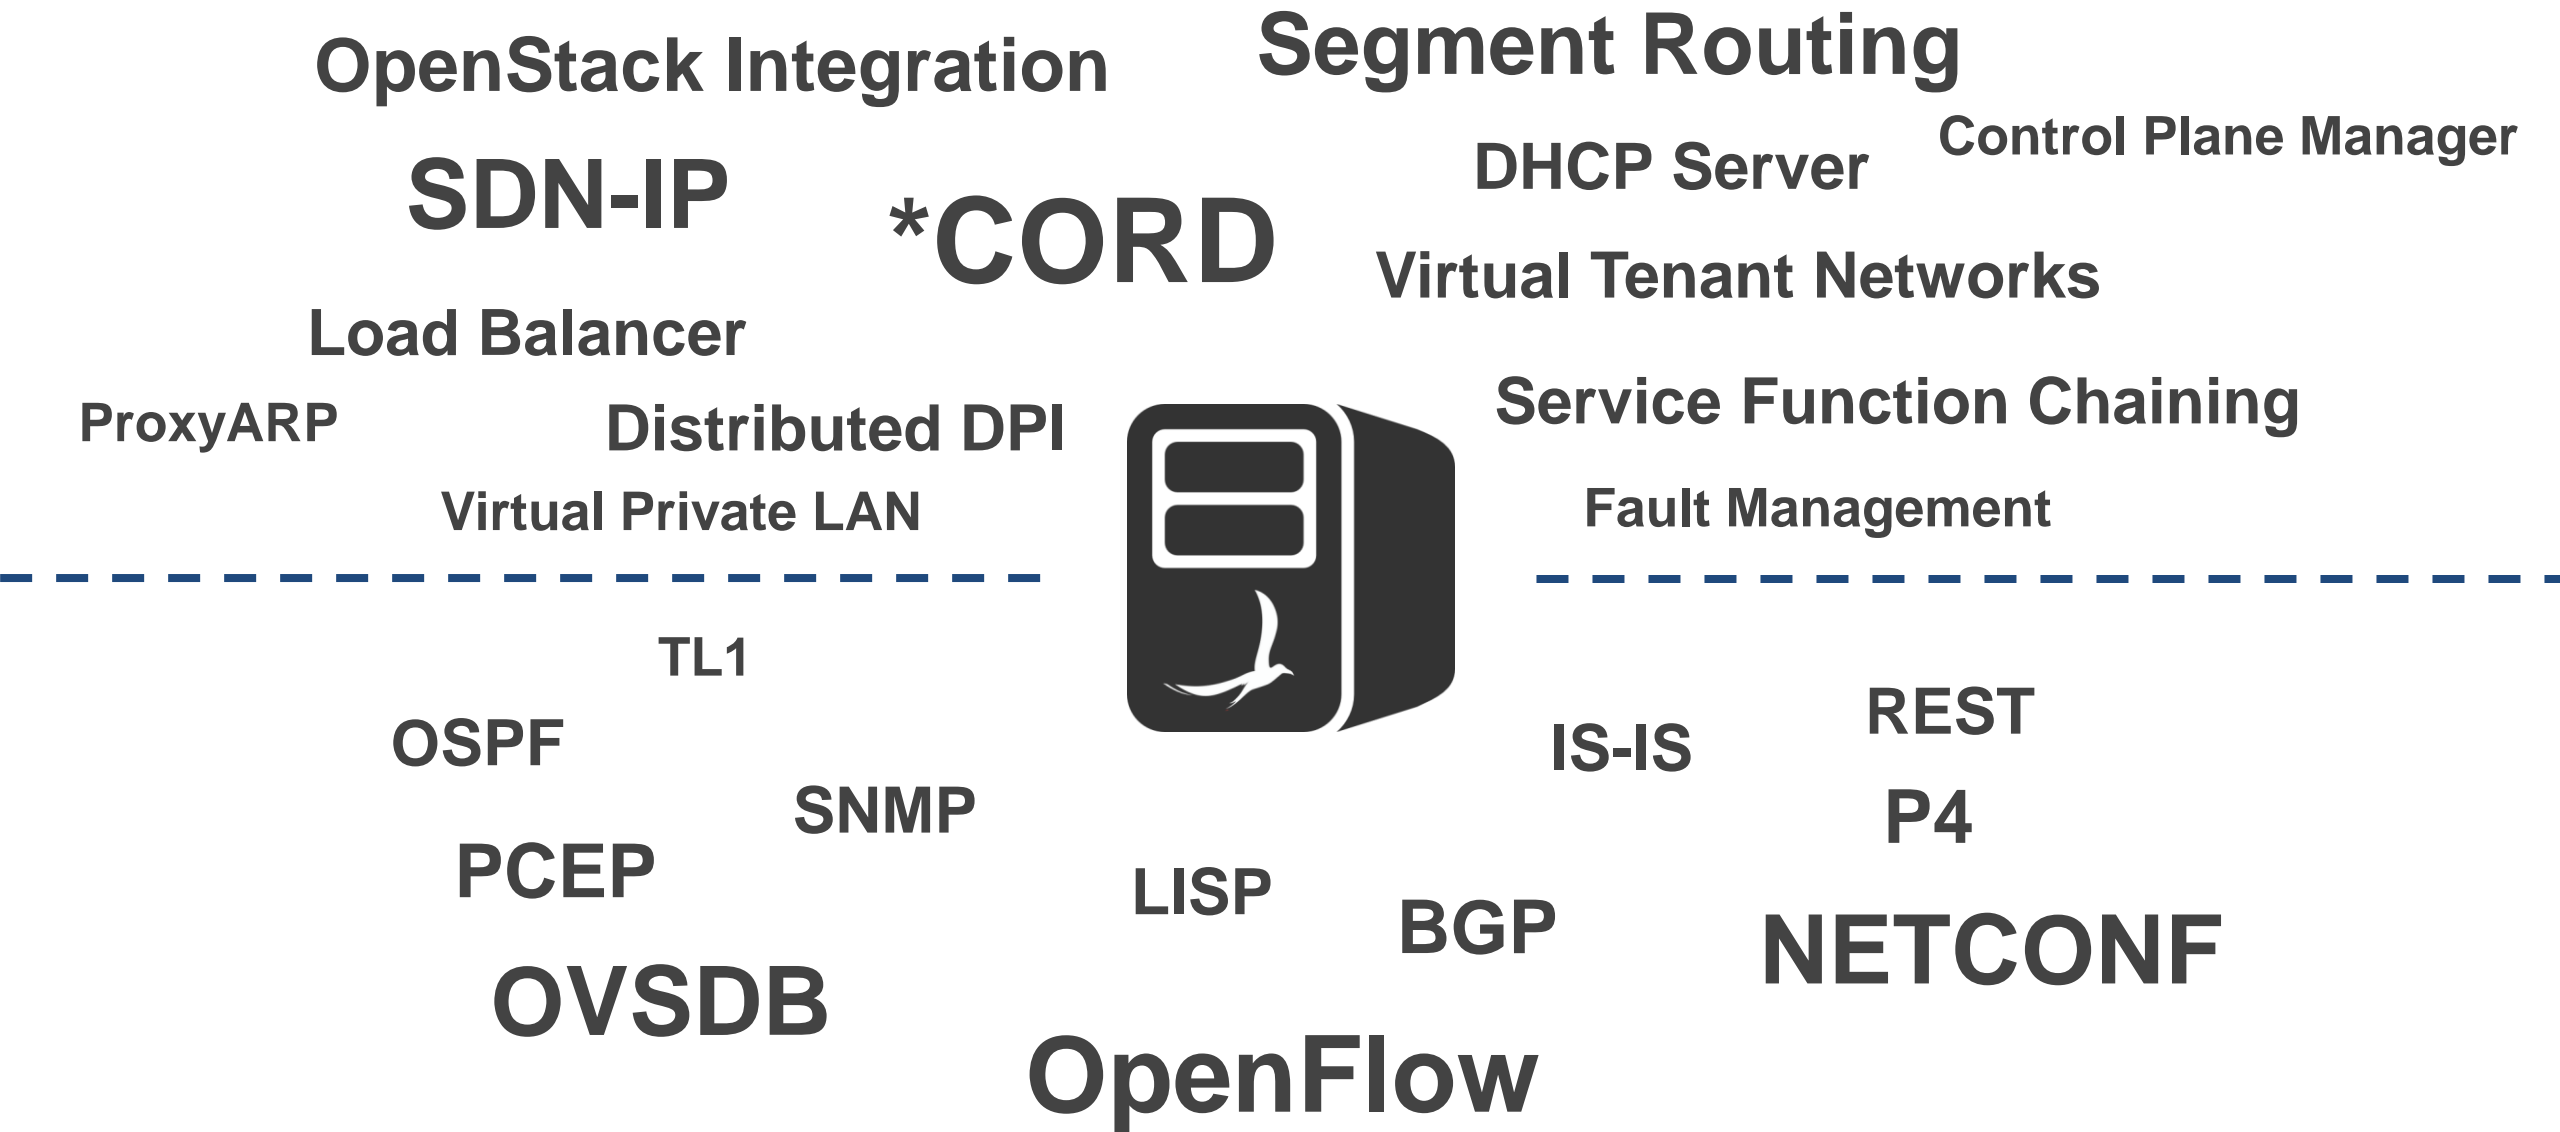 OpenStack Integration
Segment Routing
Control Plane Manager
DHCP Server
SDN-IP
*CORD
Virtual Tenant Networks
Load Balancer
Service Function Chaining
ProxyARP
Distributed DPI
Virtual Private LAN
Fault Management
TL1
REST
OSPF
IS-IS
SNMP
P4
PCEP
LISP
BGP
NETCONF
OVSDB
OpenFlow